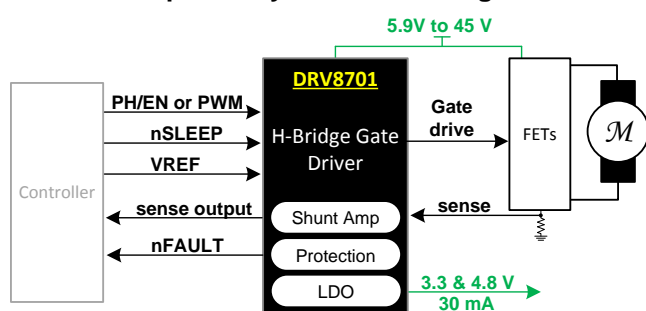 5.9V to 45 V
DRV8701
PH/EN or PWM
nSLEEP
VREF
H-Bridge Gate
Driver
Gate
drive
FETs
M
Controller
sense output
nFAULT
Shunt Amp
Protection
LDO
sense
3.3 & 4.8 V
30 mA